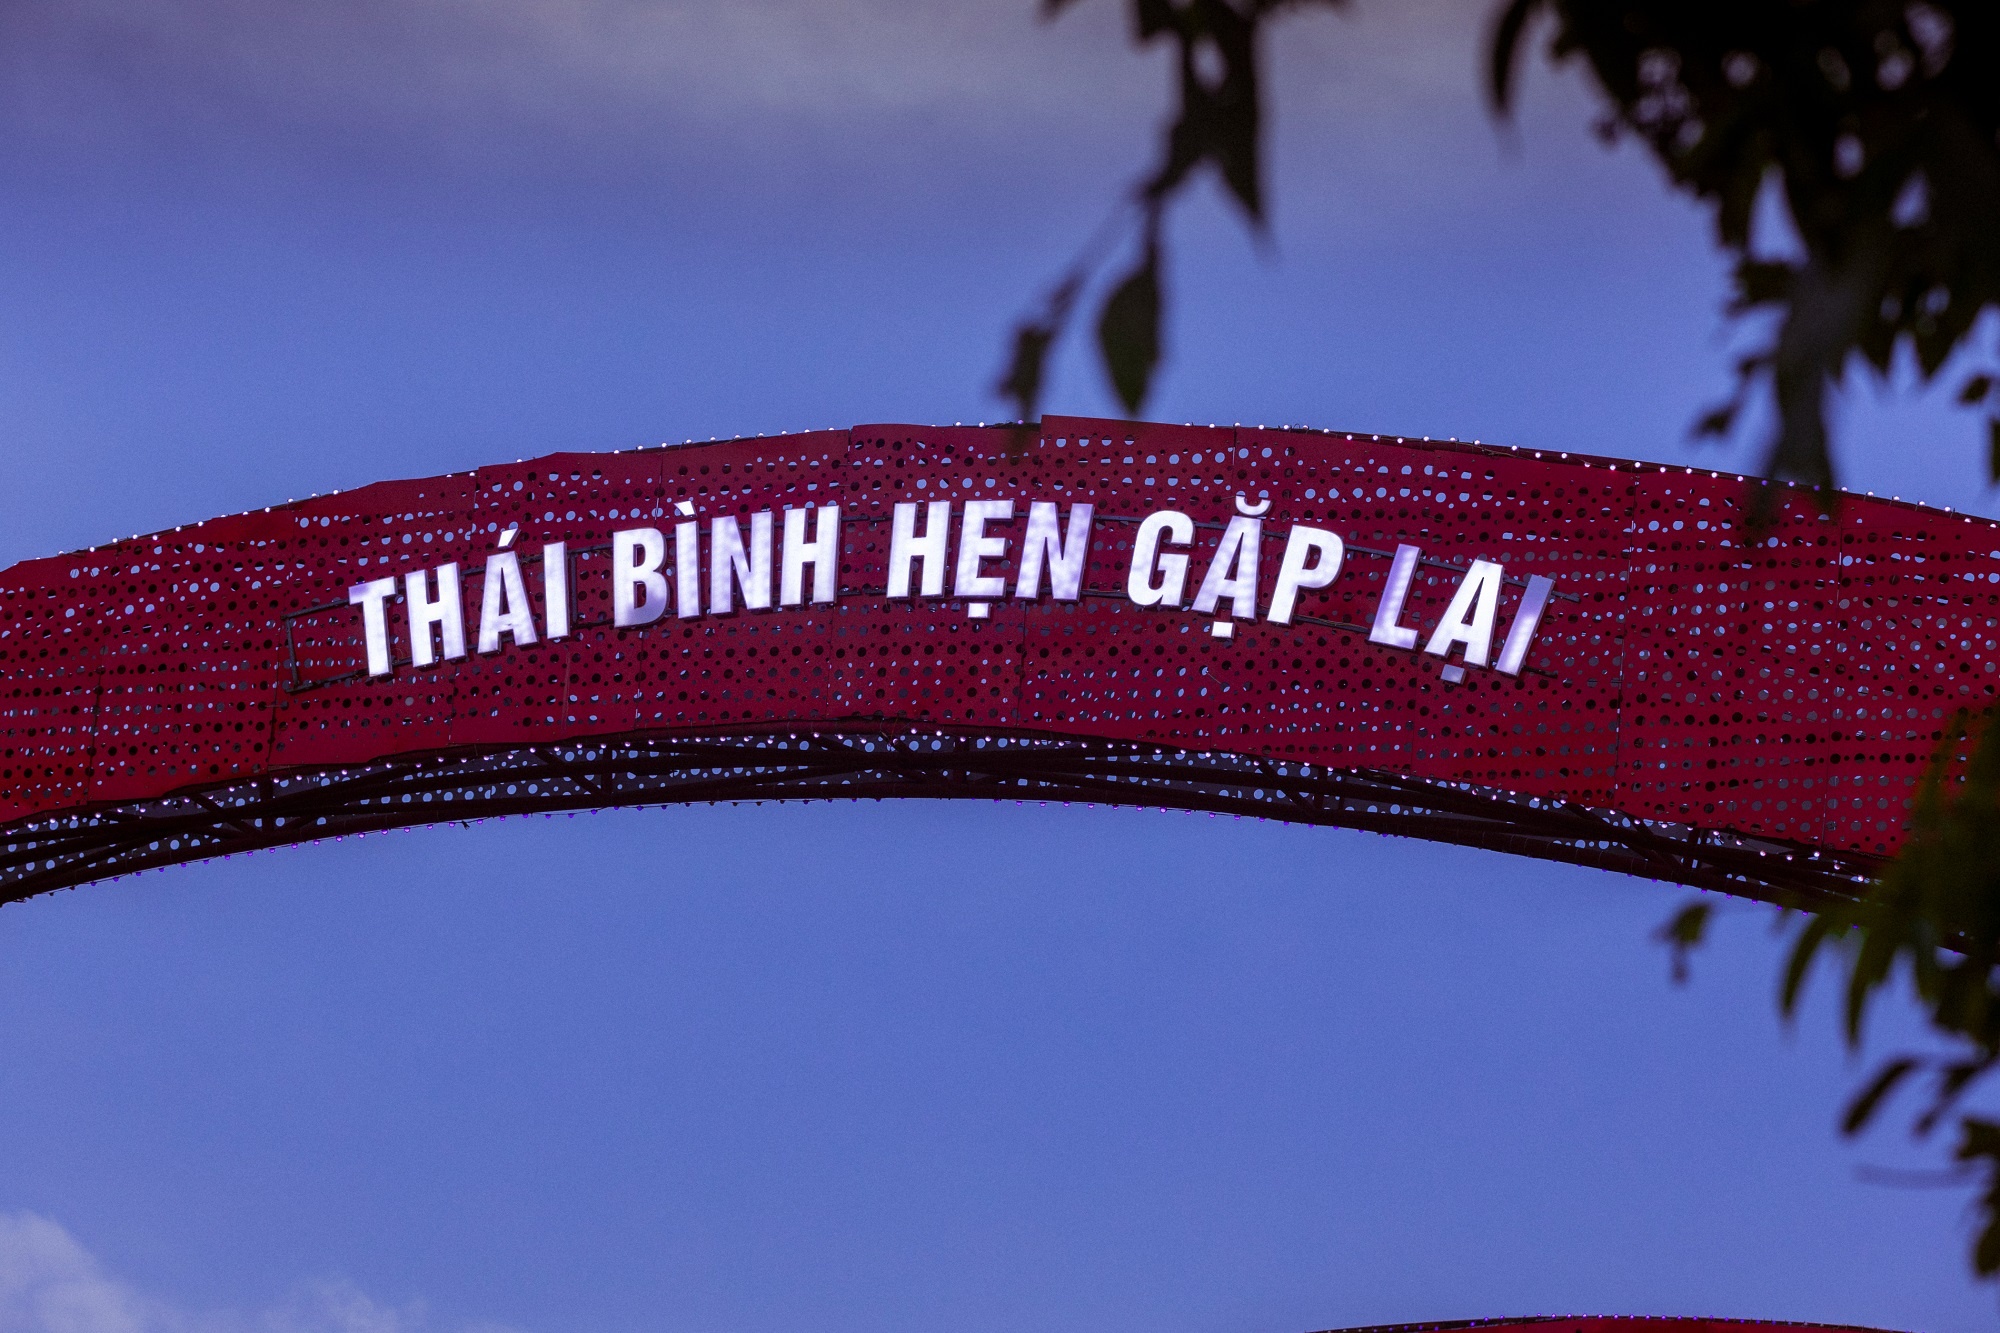 THÁI BÌNH HẸN GẶP LẠI